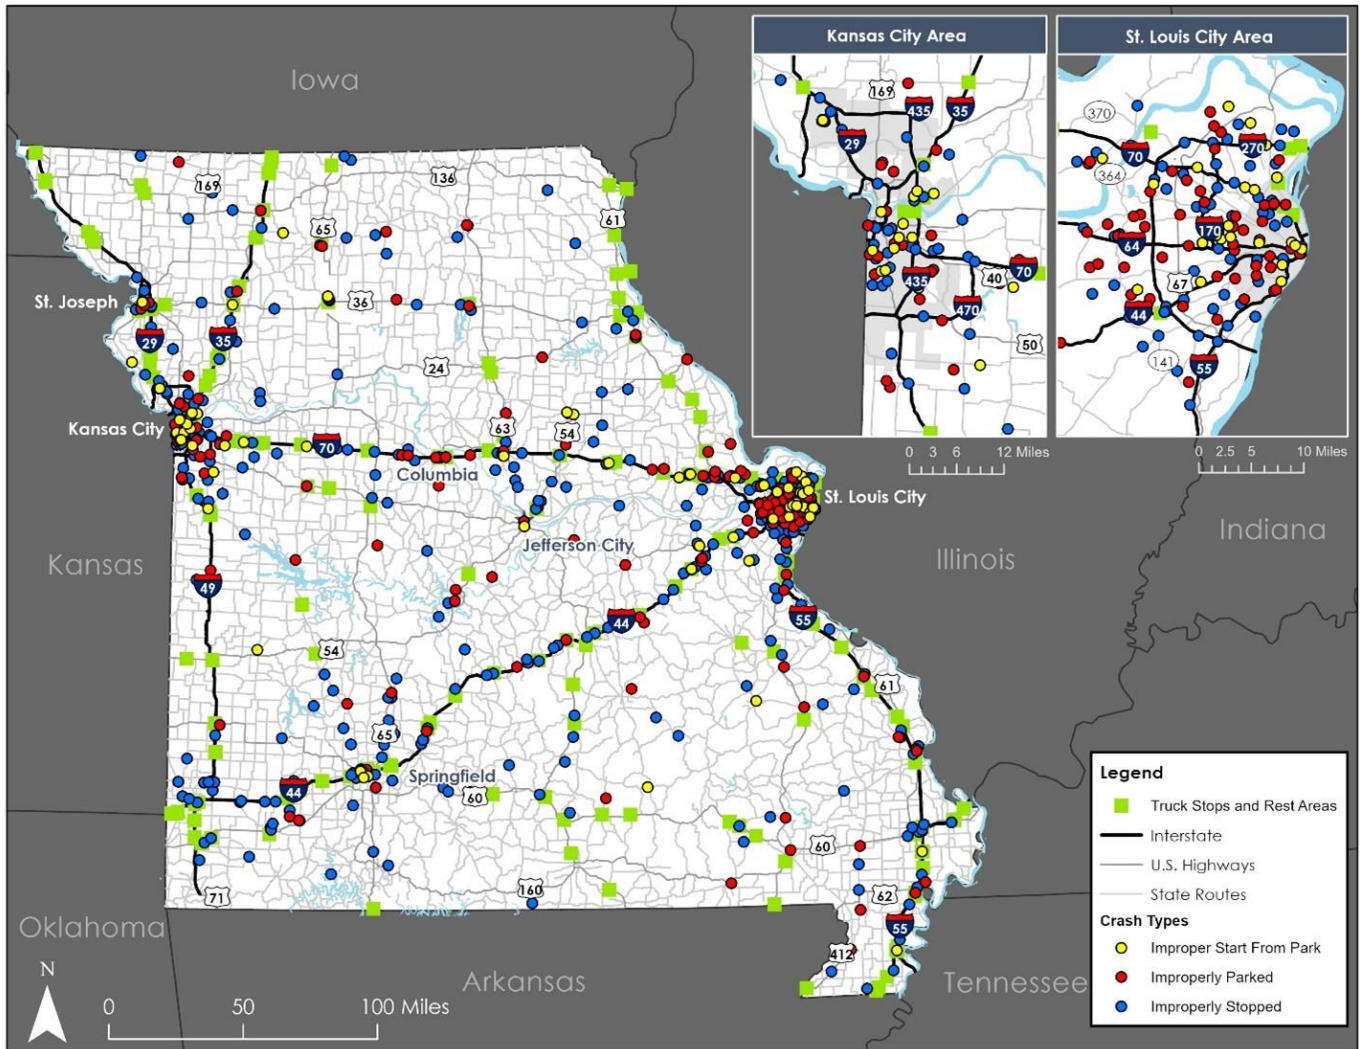 Kansas City Area
St. Louis City Area
Iowa
169
435
35
29
435
40
70
470
50
0 3 6 12 Miles
370
70
270
364
170
64
67
44
141
55
0 2.5 5 10 Miles
169
136
65
61
St. Joseph
36
29
35
24
Kansas City
63
54
70
Columbia
St. Louis City
Jefferson City
Kansas
Illinois
Indiana
49
44
55
54
61
65
Springfield
44
60
60
71
160
62
55
412
Oklahoma
Arkansas
Tennessee
N
0 50 100 Miles
Legend
Truck Stops and Rest Areas
Interstate
U.S. Highways
State Routes
Crash Types
Improper Start From Park
Improperly Parked
Improperly Stopped